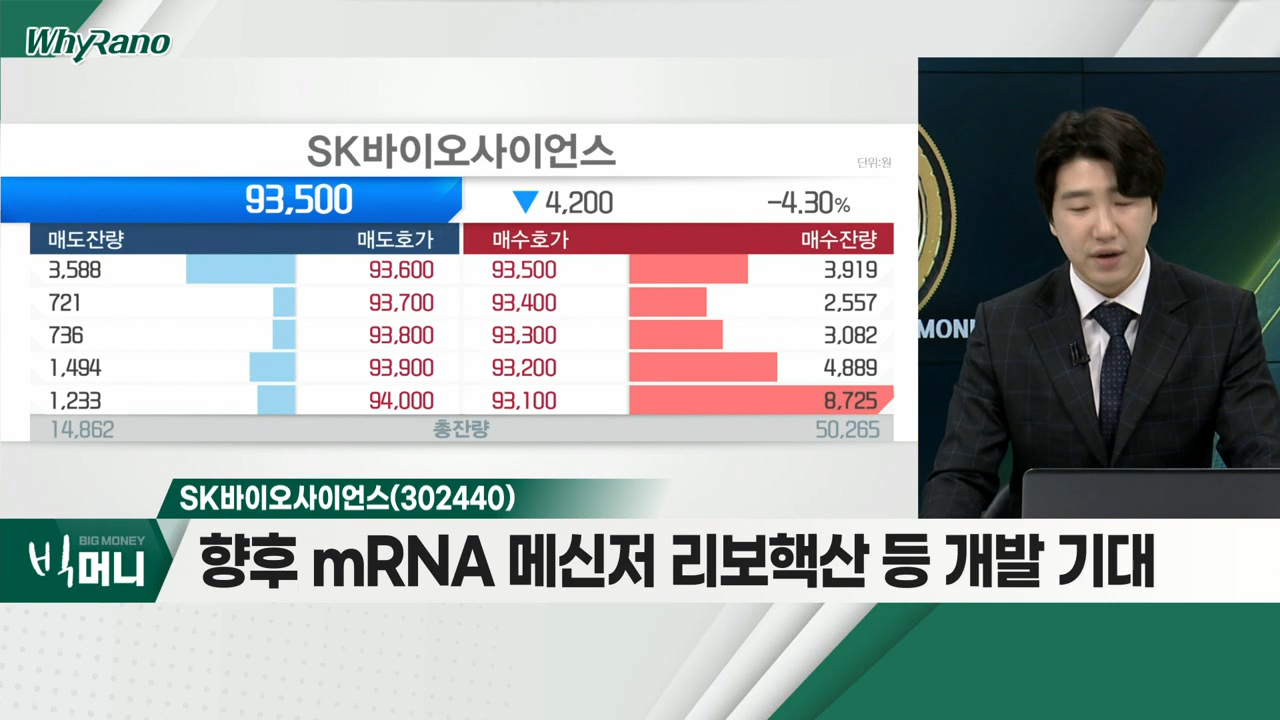 WhyRano
SK바이오사이언스
단위:원
93,500 ▼ 4,200 -4.30%
매도잔량 매도호가 매수호가 매수잔량
3,588 93,600 93,500 3,919
721 93,700 93,400 2,557
736 93,800 93,300 3,082
1,494 93,900 93,200 4,889
1,233 94,000 93,100 8,725
14,862 총잔량 50,265
MONE
SK바이오사이언스(302440)
BIG MONEY
빅머니
향후 mRNA 메신저 리보핵산 등 개발 기대